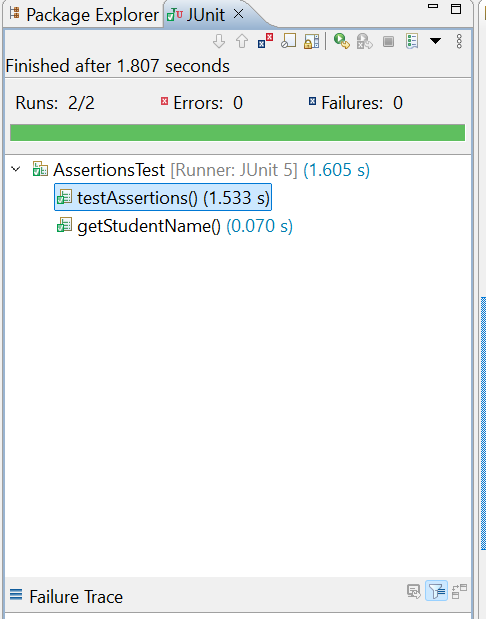 Package Explorer JUnit
Finished after 1.807 seconds
Runs: 2/2 Errors: 0 Failures: 0
AssertionsTest [Runner: JUnit 5] (1.605 s)
testAssertions() (1.533 s)
getStudentName() (0.070 s)
Failure Trace